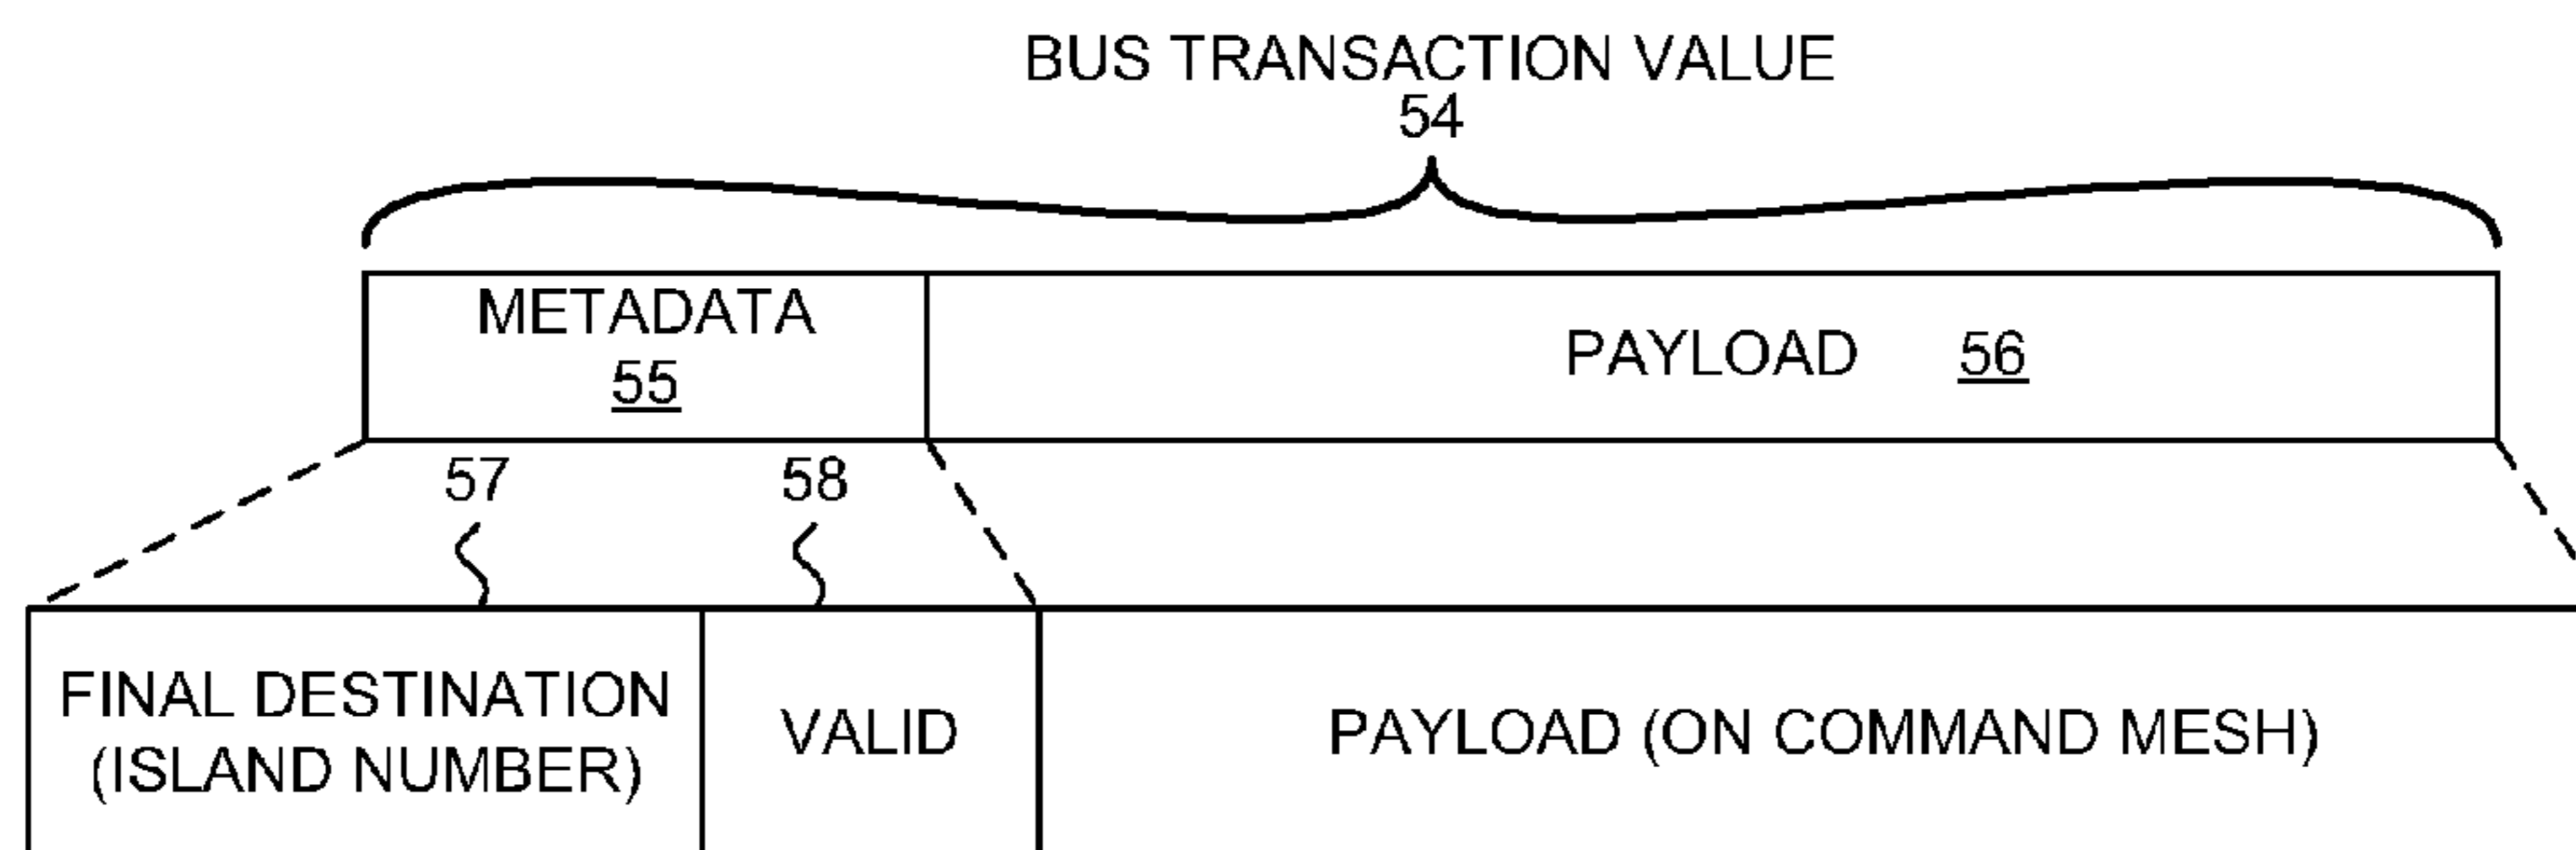 BUS TRANSACTION VALUE
54
METADATA
55
PAYLOAD 56
57
58
FINAL DESTINATION
(ISLAND NUMBER)
VALID
PAYLOAD (ON COMMAND MESH)